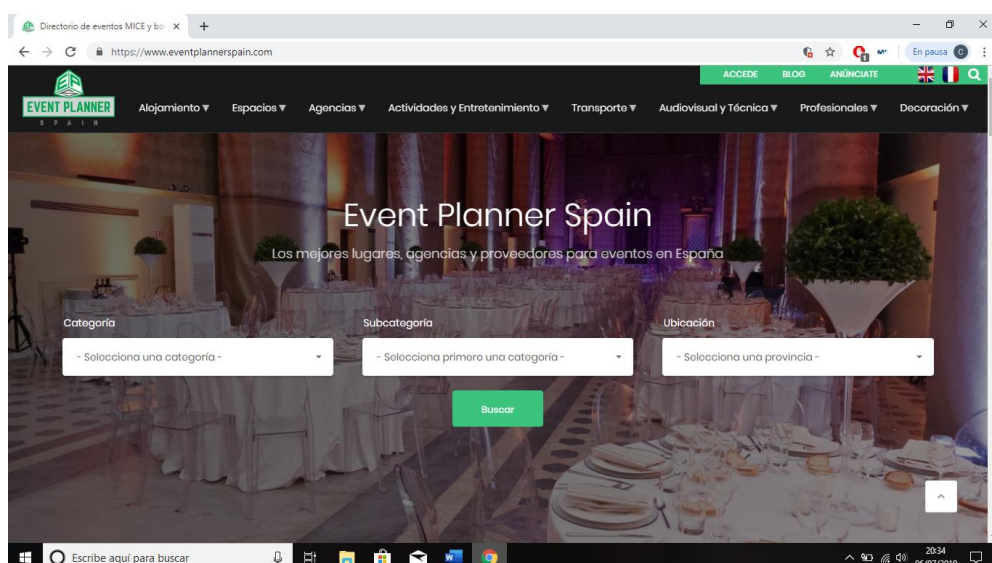 Directorio de eventos MICE y bo
https://www.eventplannerspain.com
En pausa
C
ACCEDE BLOG ANÚNCIATE
EVENT PLANNER
SPAIN
Alojamiento Espacios Agencias Actividades y Entretenimiento Transporte Audiovisual y Técnica Profesionales Decoración
Event Planner Spain
Los mejores lugares, agencias y proveedores para eventos en España
Categoría Subcategoría Ubicación
- Selecciona una categoría - - Selecciona primero una categoría - - Selecciona una provincia -
Buscar
Escribe aquí para buscar
20:34